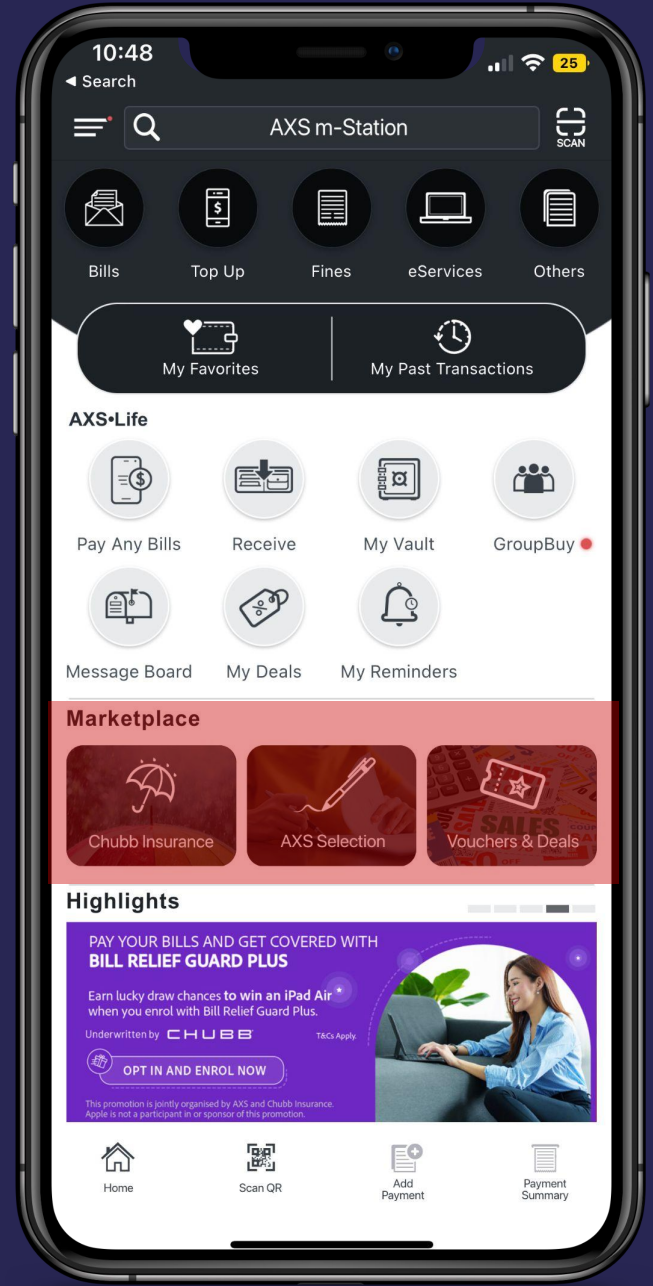 10:48
25
◄ Search
AXS m-Station
SCAN
Bills
Top Up
Fines
eServices
Others
My Favorites
My Past Transactions
AXS•Life
Pay Any Bills
Receive
My Vault
GroupBuy
Message Board
My Deals
My Reminders
Marketplace
SALES
OFF
Chubb Insurance
AXS Selection
Vouchers & Deals
Highlights
PAY YOUR BILLS AND GET COVERED WITH
BILL RELIEF GUARD PLUS
Earn lucky draw chances to win an iPad Air
when you enrol with Bill Relief Guard Plus.
Underwritten by CHUBB
T&Cs Apply.
OPT IN AND ENROL NOW
This promotion is jointly organised by AXS and Chubb Insurance.
Apple is not a participant in or sponsor of this promotion.
Home
Scan QR
Add
Payment
Payment
Summary